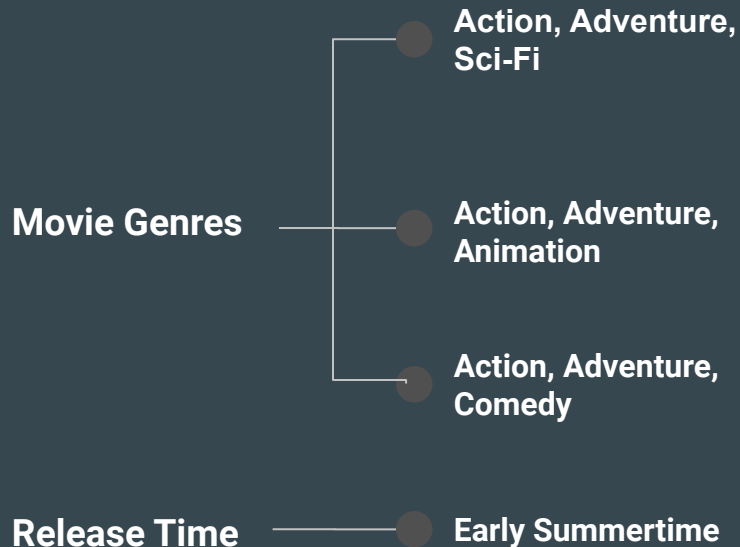 Action, Adventure,
Sci-Fi
Movie Genres
Action, Adventure,
Animation
Action, Adventure,
Comedy
Release Time
Early Summertime